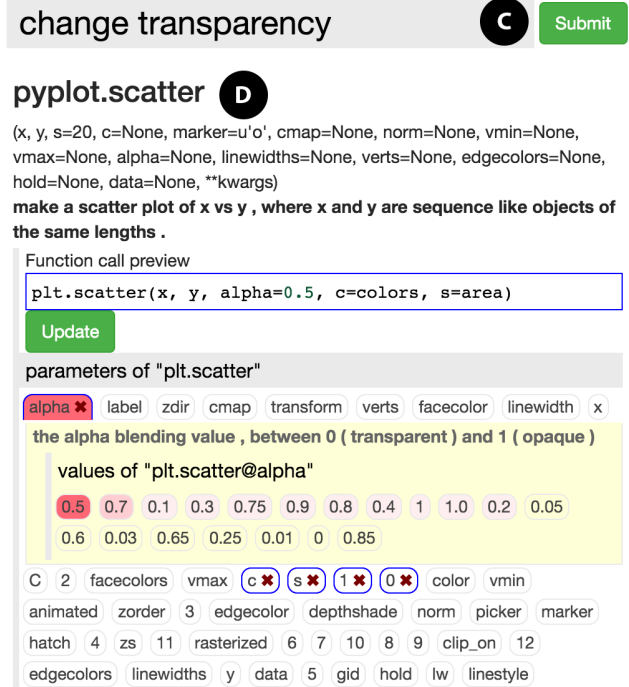 change transparency C Submit
pyplot.scatter D
(x, y, s=20, c=None, marker=u'o', cmap=None, norm=None, vmin=None,
vmax=None, alpha=None, linewidths=None, verts=None, edgecolors=None,
hold=None, data=None, **kwargs)
make a scatter plot of x vs y , where x and y are sequence like objects of
the same lengths .
Function call preview
plt.scatter(x, y, alpha=0.5, c=colors, s=area)
Update
parameters of "plt.scatter"
alpha ✖ label zdir cmap transform verts facecolor linewidth x
the alpha blending value , between 0 ( transparent ) and 1 ( opaque )
values of "plt.scatter@alpha"
0.5 0.7 0.1 0.3 0.75 0.9 0.8 0.4 1 1.0 0.2 0.05
0.6 0.03 0.65 0.25 0.01 0 0.85
C 2 facecolors vmax c ✖ s ✖ 1 ✖ 0 ✖ color vmin
animated zorder 3 edgecolor depthshade norm picker marker
hatch 4 zs 11 rasterized 6 7 10 8 9 clip_on 12
edgecolors linewidths y data 5 gid hold lw linestyle